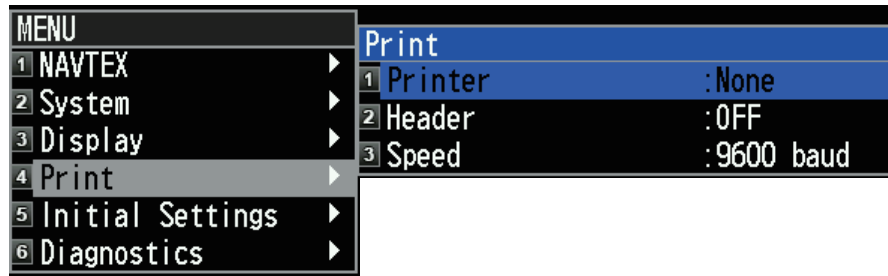 MENU
1 NAVTEX
2 System
3 Display
4 Print
5 Initial Settings
6 Diagnostics
Print
1 Printer :None
2 Header :OFF
3 Speed :9600 baud